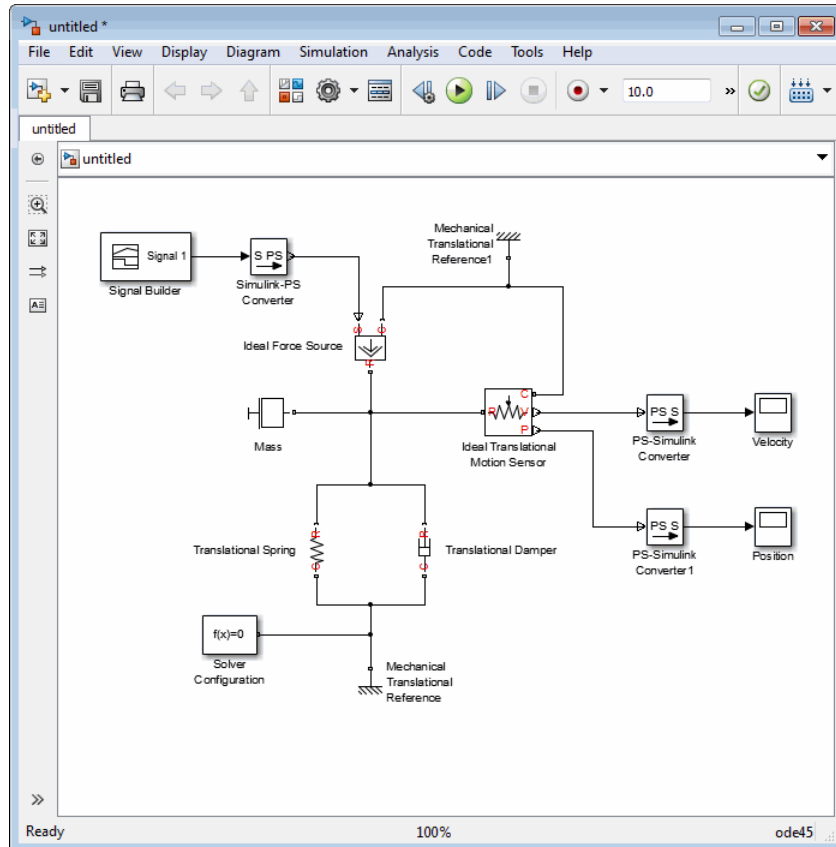 untitled *
File Edit View Display Diagram Simulation Analysis Code Tools Help
10.0 »
untitled
untitled
Mechanical
Translational
Reference1
Signal 1
Signal Builder
S PS
Simulink-PS
Converter
S C
Ideal Force Source
R
Mass
C
R V
P
Ideal Translational
Motion Sensor
PS S
PS-Simulink
Converter
Velocity
R
Translational Spring
C
R
Translational Damper
C
PS S
PS-Simulink
Converter1
Position
f(x)=0
Solver
Configuration
Mechanical
Translational
Reference
»
Ready 100% ode45